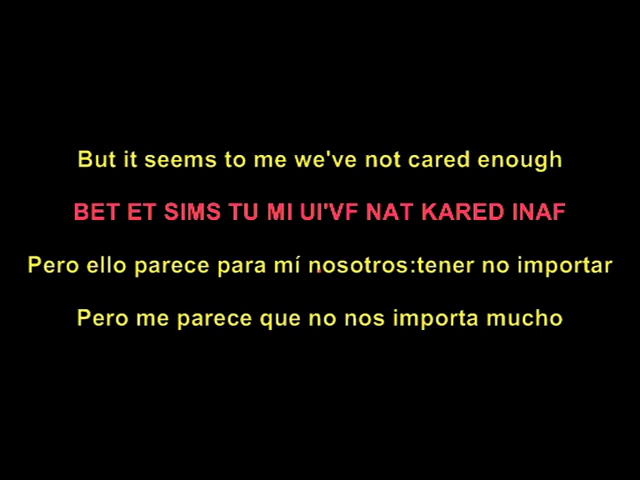 But it seems to me we've not cared enough
BET ET SIMS TU MI UI'VF NAT KARED INAF
Pero ello parece para mí nosotros:tener no importar
Pero me parece que no nos importa mucho